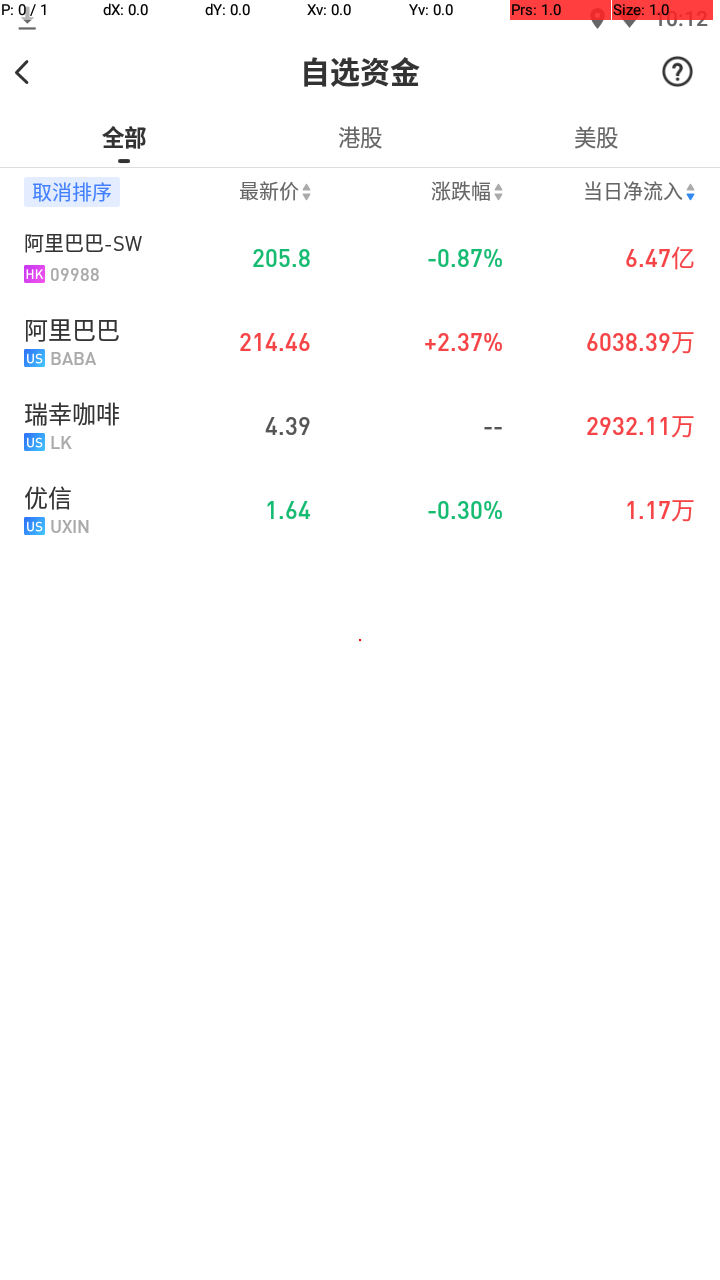 P: 0 / 1 dX: 0.0 dY: 0.0 Xv: 0.0 Yv: 0.0 Prs: 1.0 Size: 1.0
10:12
自选资金
全部 港股 美股
取消排序 最新价 涨跌幅 当日净流入
阿里巴巴-SW
HK 09988
205.8 -0.87% 6.47亿
阿里巴巴
US BABA
214.46 +2.37% 6038.39万
瑞幸咖啡
US LK
4.39 -- 2932.11万
优信
US UXIN
1.64 -0.30% 1.17万